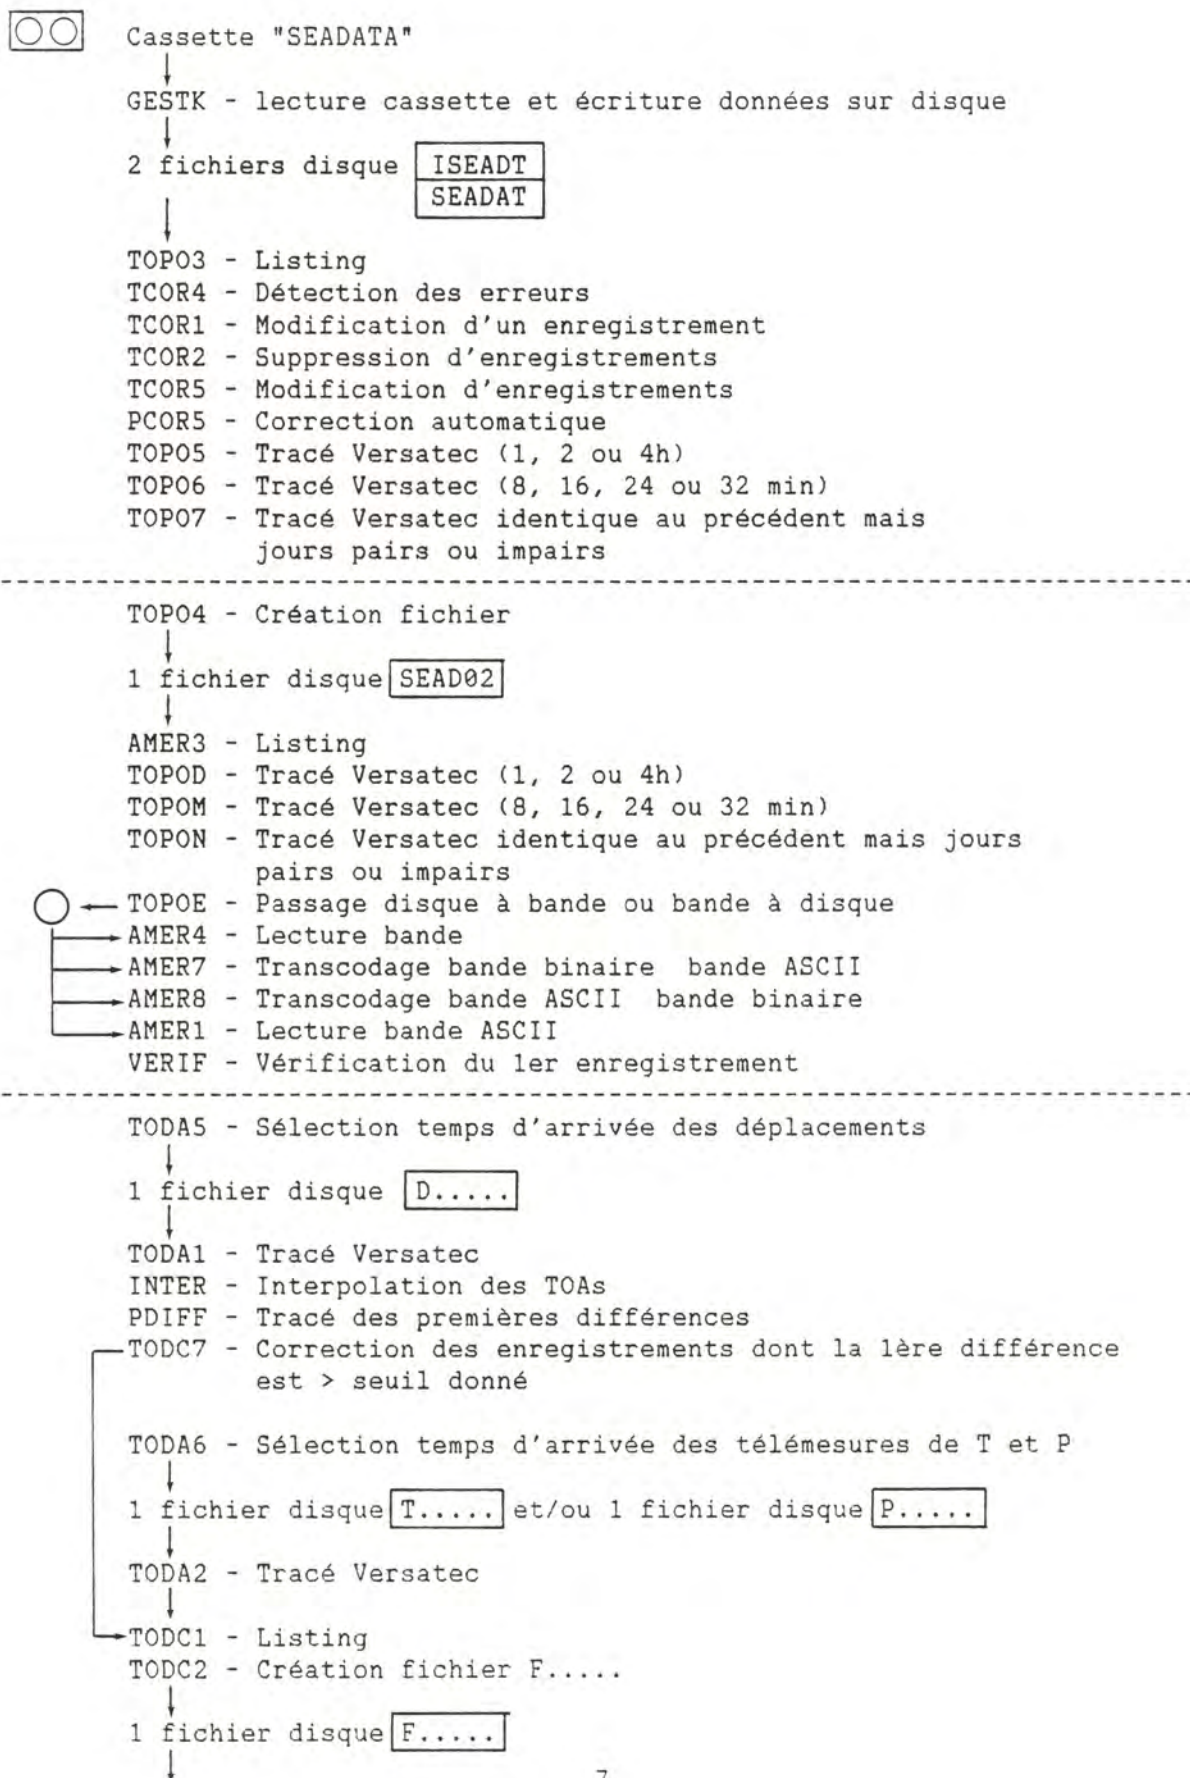 Cassette "SEADATA"
GESTK - lecture cassette et écriture données sur disque
2 fichiers disque ISEADT
SEADAT
TOPO3 - Listing
TCOR4 - Détection des erreurs
TCOR1 - Modification d'un enregistrement
TCOR2 - Suppression d'enregistrements
TCOR5 - Modification d'enregistrements
PCOR5 - Correction automatique
TOPO5 - Tracé Versatec (1, 2 ou 4h)
TOPO6 - Tracé Versatec (8, 16, 24 ou 32 min)
TOPO7 - Tracé Versatec identique au précédent mais
jours pairs ou impairs
TOPO4 - Création fichier
1 fichier disque SEAD02
AMER3 - Listing
TOPOD - Tracé Versatec (1, 2 ou 4h)
TOPOM - Tracé Versatec (8, 16, 24 ou 32 min)
TOPON - Tracé Versatec identique au précédent mais jours
pairs ou impairs
TOPOE - Passage disque à bande ou bande à disque
AMER4 - Lecture bande
AMER7 - Transcodage bande binaire bande ASCII
AMER8 - Transcodage bande ASCII bande binaire
AMER1 - Lecture bande ASCII
VERIF - Vérification du 1er enregistrement
TODA5 - Sélection temps d'arrivée des déplacements
1 fichier disque D.....
TODA1 - Tracé Versatec
INTER - Interpolation des TOAs
PDIFF - Tracé des premières différences
TODC7 - Correction des enregistrements dont la 1ère différence
est > seuil donné
TODA6 - Sélection temps d'arrivée des télémesures de T et P
1 fichier disque T..... et/ou 1 fichier disque P.....
TODA2 - Tracé Versatec
TODC1 - Listing
TODC2 - Création fichier F.....
1 fichier disque F.....
7